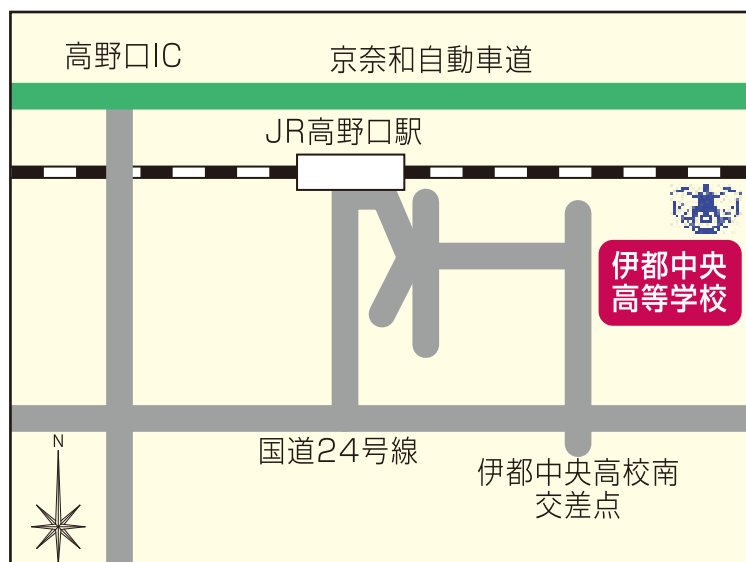 高野口IC
京奈和自動車道
JR高野口駅
伊都中央
高等学校
国道24号線
N
伊都中央高校南
交差点